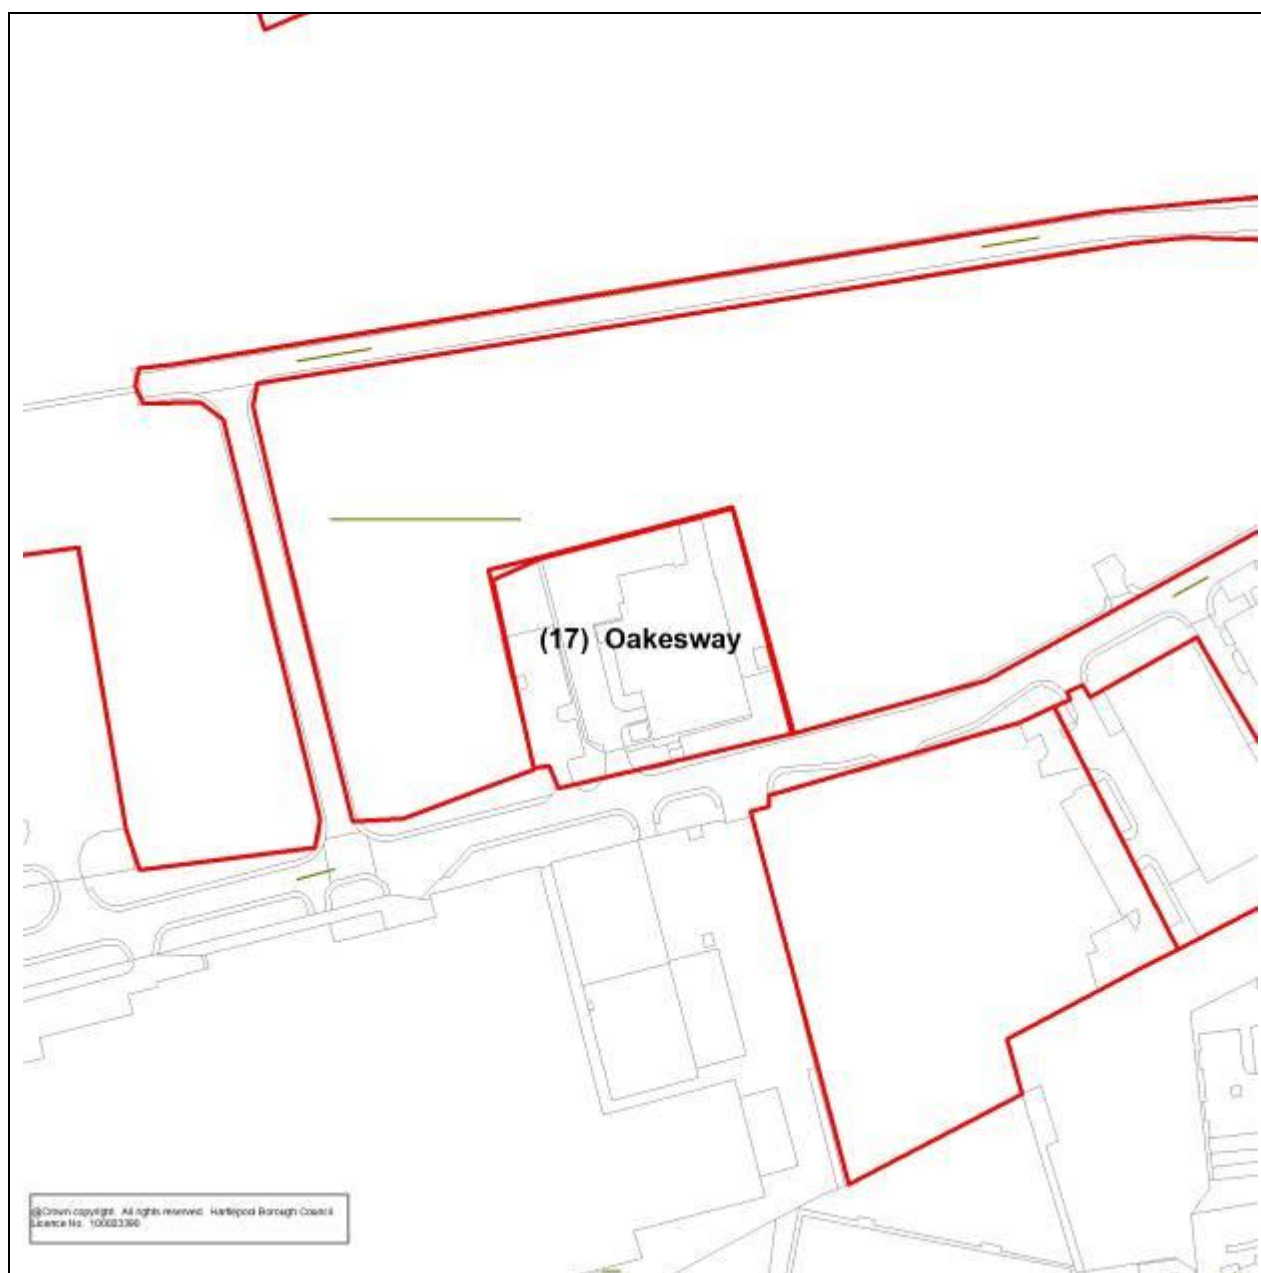 (17) Oakesway
@Crown copyright. All rights reserved. Hartlepool Borough Council
Licence No. 100023390